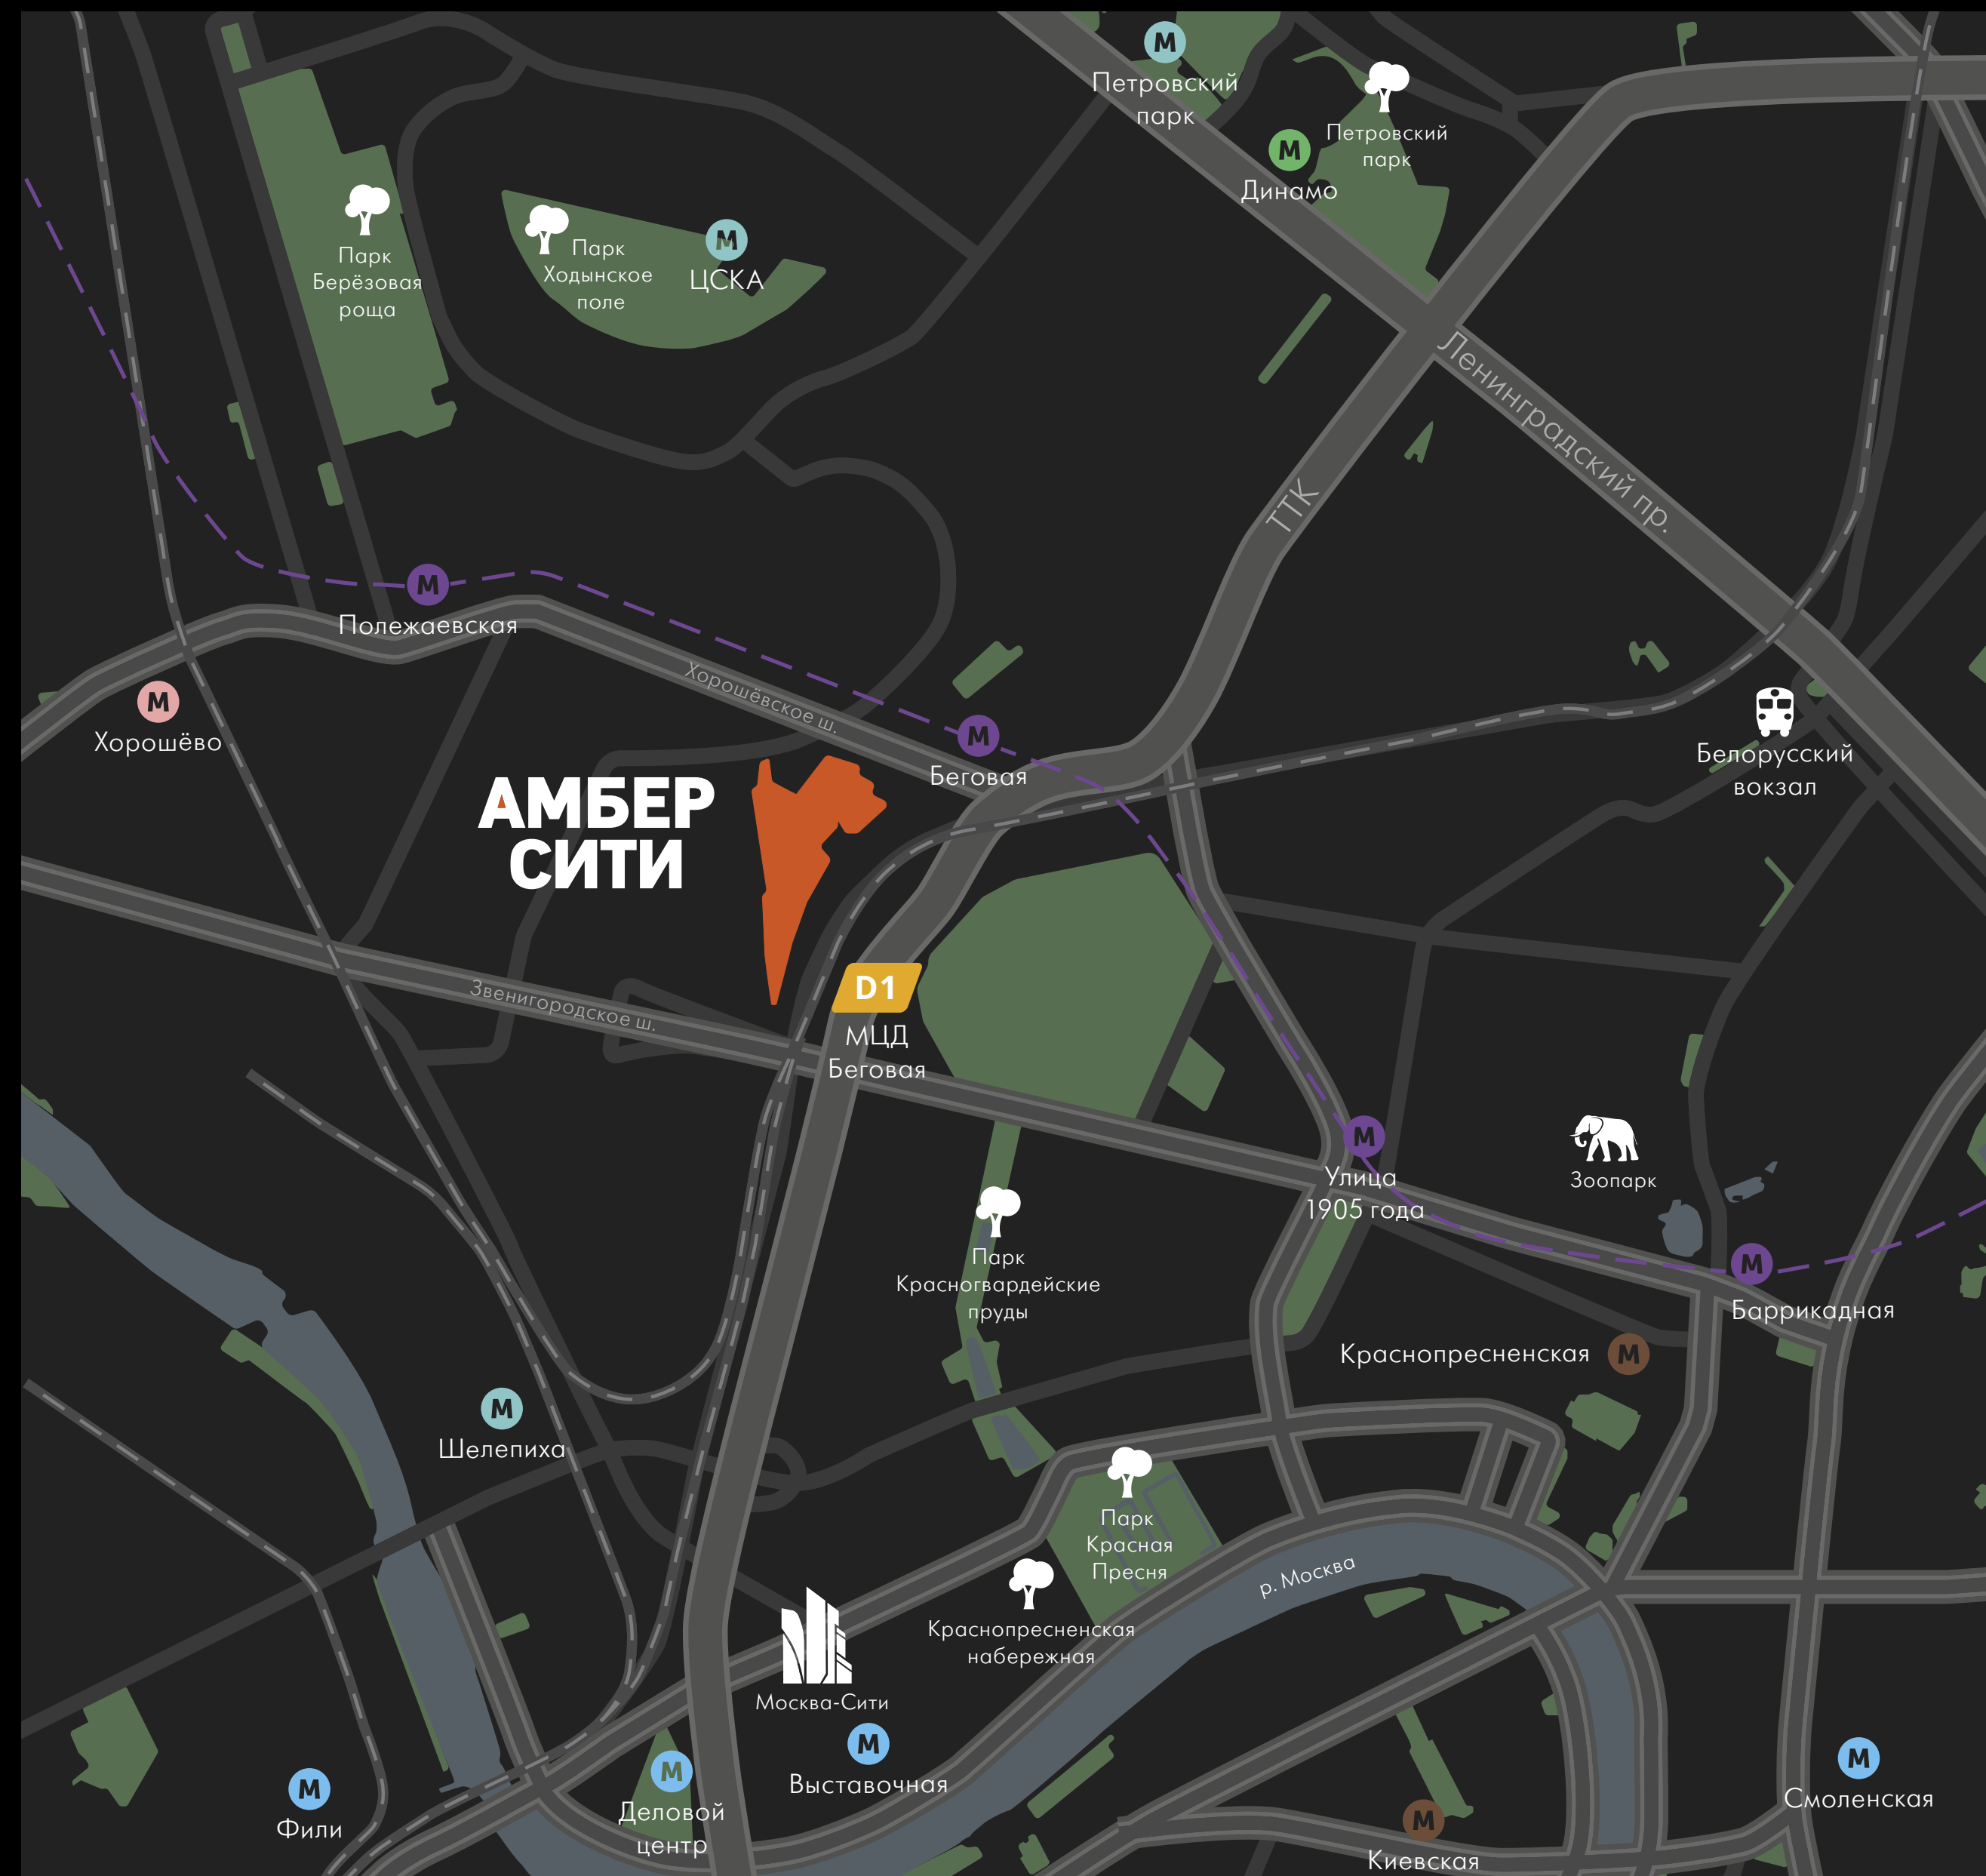 М
Петровский
парк
Петровский
парк
М
Динамо
Парк
Берёзовая
роща
Парк
Ходынское
поле
М
ЦСКА
Ленинградский пр.
ТТК
М
Полежаевская
Хорошёвское ш.
М
Хорошёво
М
Беговая
Белорусский
вокзал
АМБЕР
СИТИ
Звенигородское ш.
D1
МЦД
Беговая
М
Улица
1905 года
Зоопарк
М
Баррикадная
Парк
Красногвардейские
пруды
Краснопресненская
М
М
Шелепиха
Парк
Красная
Пресня
р. Москва
Краснопресненская
набережная
Москва-Сити
М
Выставочная
М
Деловой
центр
М
Фили
М
Смоленская
М
Киевская